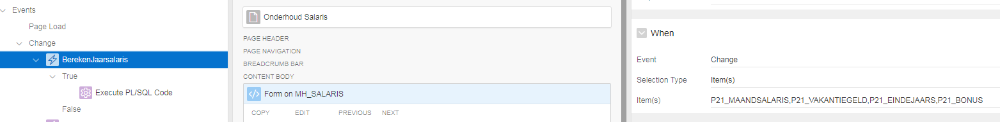 Events
Page Load
Change
BerekenJaarsalaris
True
Execute PL/SQL Code
False
Onderhoud Salaris
PAGE HEADER
PAGE NAVIGATION
BREADCRUMB BAR
CONTENT BODY
Form on MH_SALARIS
COPY EDIT PREVIOUS NEXT
When
Event Change
Selection Type Item(s)
Item(s) P21_MAANDSALARIS,P21_VAKANTIEGELD,P21_EINDEJAARS,P21_BONUS